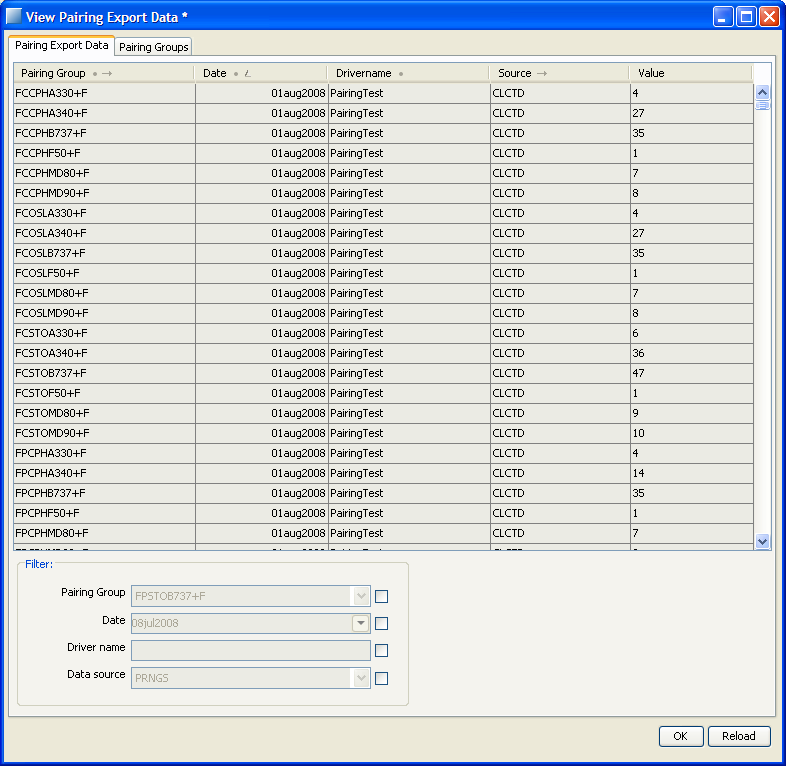 View Pairing Export Data *
Pairing Export Data Pairing Groups
Pairing Group Date Drivername Source Value
FCCPHA330+F 01aug2008 PairingTest CLCTD 4
FCCPHA340+F 01aug2008 PairingTest CLCTD 27
FCCPHB737+F 01aug2008 PairingTest CLCTD 35
FCCPHF50+F 01aug2008 PairingTest CLCTD 1
FCCPHMD80+F 01aug2008 PairingTest CLCTD 7
FCCPHMD90+F 01aug2008 PairingTest CLCTD 8
FCOSLA330+F 01aug2008 PairingTest CLCTD 4
FCOSLA340+F 01aug2008 PairingTest CLCTD 27
FCOSLB737+F 01aug2008 PairingTest CLCTD 35
FCOSLF50+F 01aug2008 PairingTest CLCTD 1
FCOSLMD80+F 01aug2008 PairingTest CLCTD 7
FCOSLMD90+F 01aug2008 PairingTest CLCTD 8
FCSTOA330+F 01aug2008 PairingTest CLCTD 6
FCSTOA340+F 01aug2008 PairingTest CLCTD 36
FCSTOB737+F 01aug2008 PairingTest CLCTD 47
FCSTOF50+F 01aug2008 PairingTest CLCTD 1
FCSTOMD80+F 01aug2008 PairingTest CLCTD 9
FCSTOMD90+F 01aug2008 PairingTest CLCTD 10
FPCPHA330+F 01aug2008 PairingTest CLCTD 4
FPCPHA340+F 01aug2008 PairingTest CLCTD 14
FPCPHB737+F 01aug2008 PairingTest CLCTD 35
FPCPHF50+F 01aug2008 PairingTest CLCTD 1
FPCPHMD80+F 01aug2008 PairingTest CLCTD 7
Filter:
Pairing Group FPSTOB737+F
Date 08jul2008
Driver name
Data source PRNGS
OK Reload